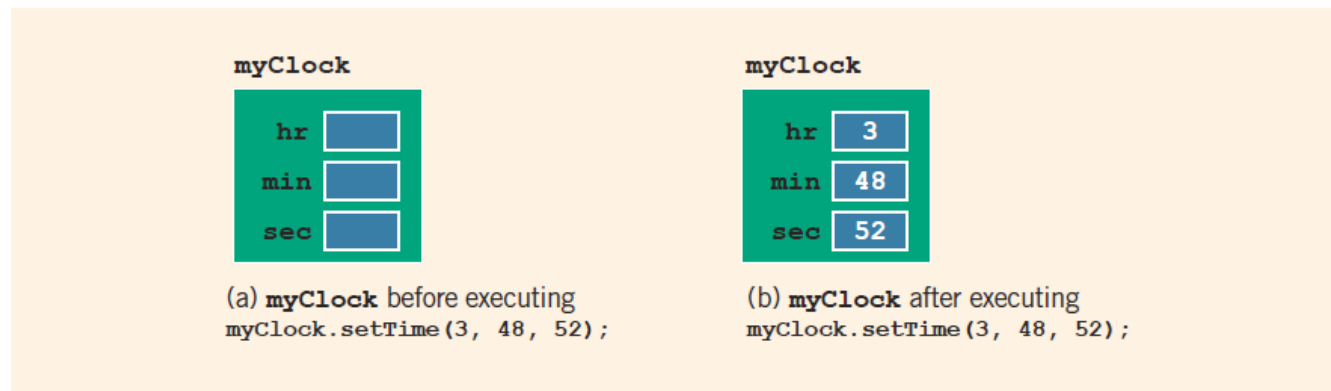 myClock
hr
min
sec
(a) myClock before executing
myClock.setTime(3, 48, 52);
myClock
hr 3
min 48
sec 52
(b) myClock after executing
myClock.setTime(3, 48, 52);